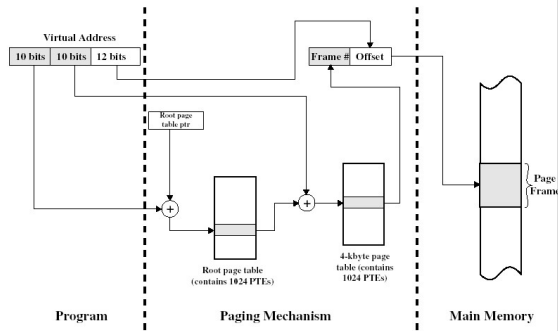 Virtual Address
10 bits 10 bits 12 bits
Frame # Offset
Root page
table ptr
+
+
Page
Frame
Root page table
(contains 1024 PTEs)
4-kbyte page
table (contains
1024 PTEs)
Program
Paging Mechanism
Main Memory